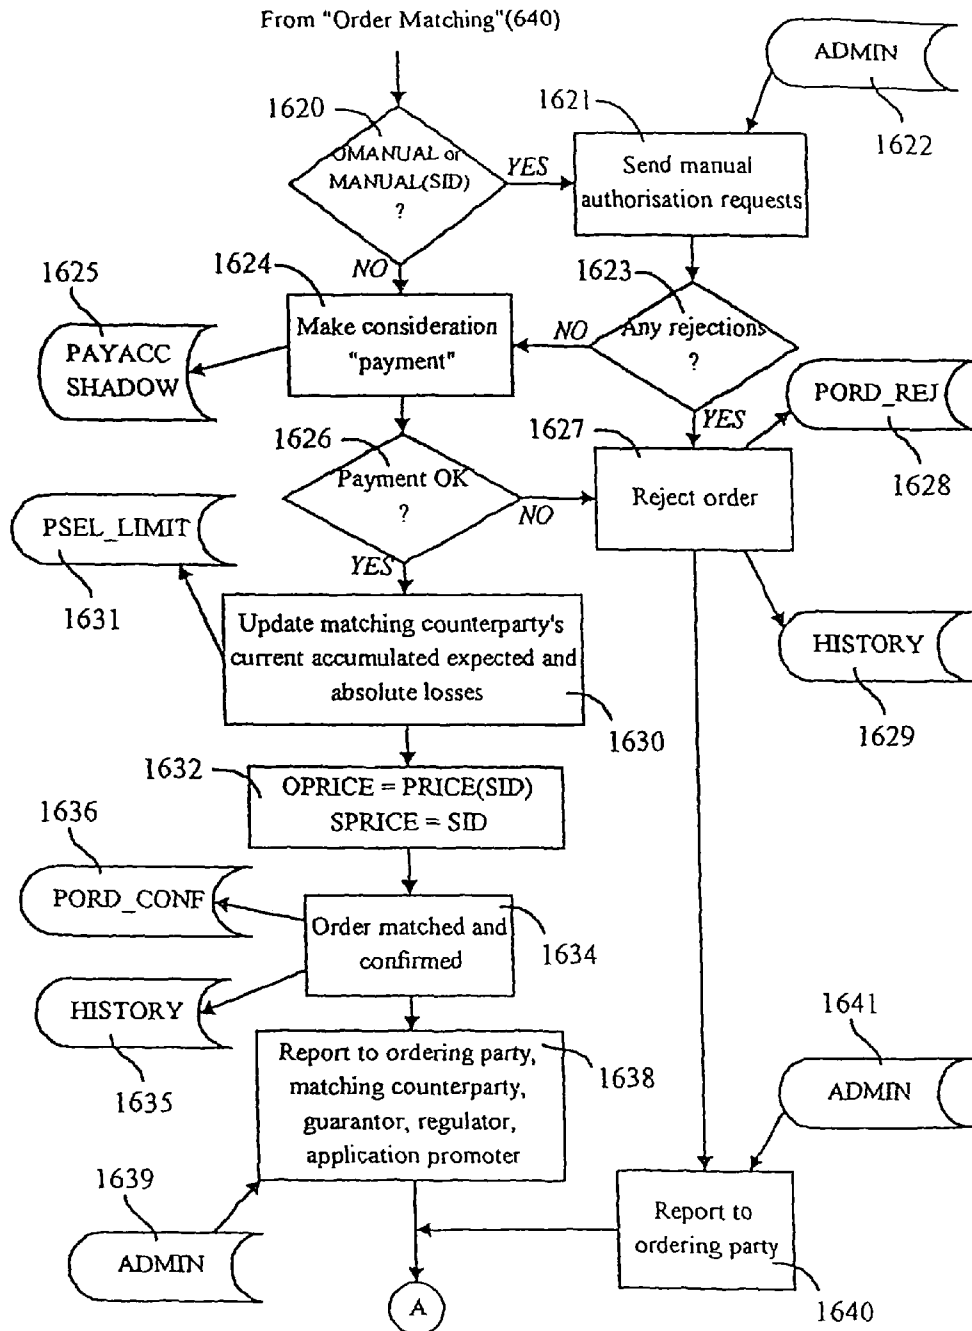 From "Order Matching"(640)
ADMIN
1622
1620
OMANUAL or
MANUAL(SID)
?
YES
NO
1621
Send manual
authorisation requests
1625
PAYACC
SHADOW
1624
Make consideration
"payment"
1623
Any rejections
?
NO
YES
PORD_REJ
1628
1626
Payment OK
?
NO
YES
1627
Reject order
PSEL_LIMIT
1631
Update matching counterparty's
current accumulated expected and
absolute losses
1630
HISTORY
1629
1632
OPRICE = PRICE(SID)
SPRICE = SID
1636
PORD_CONF
Order matched and
confirmed
1634
HISTORY
1635
Report to ordering party,
matching counterparty,
guarantor, regulator,
application promoter
1638
1641
ADMIN
1639
ADMIN
Report to
ordering party
1640
A